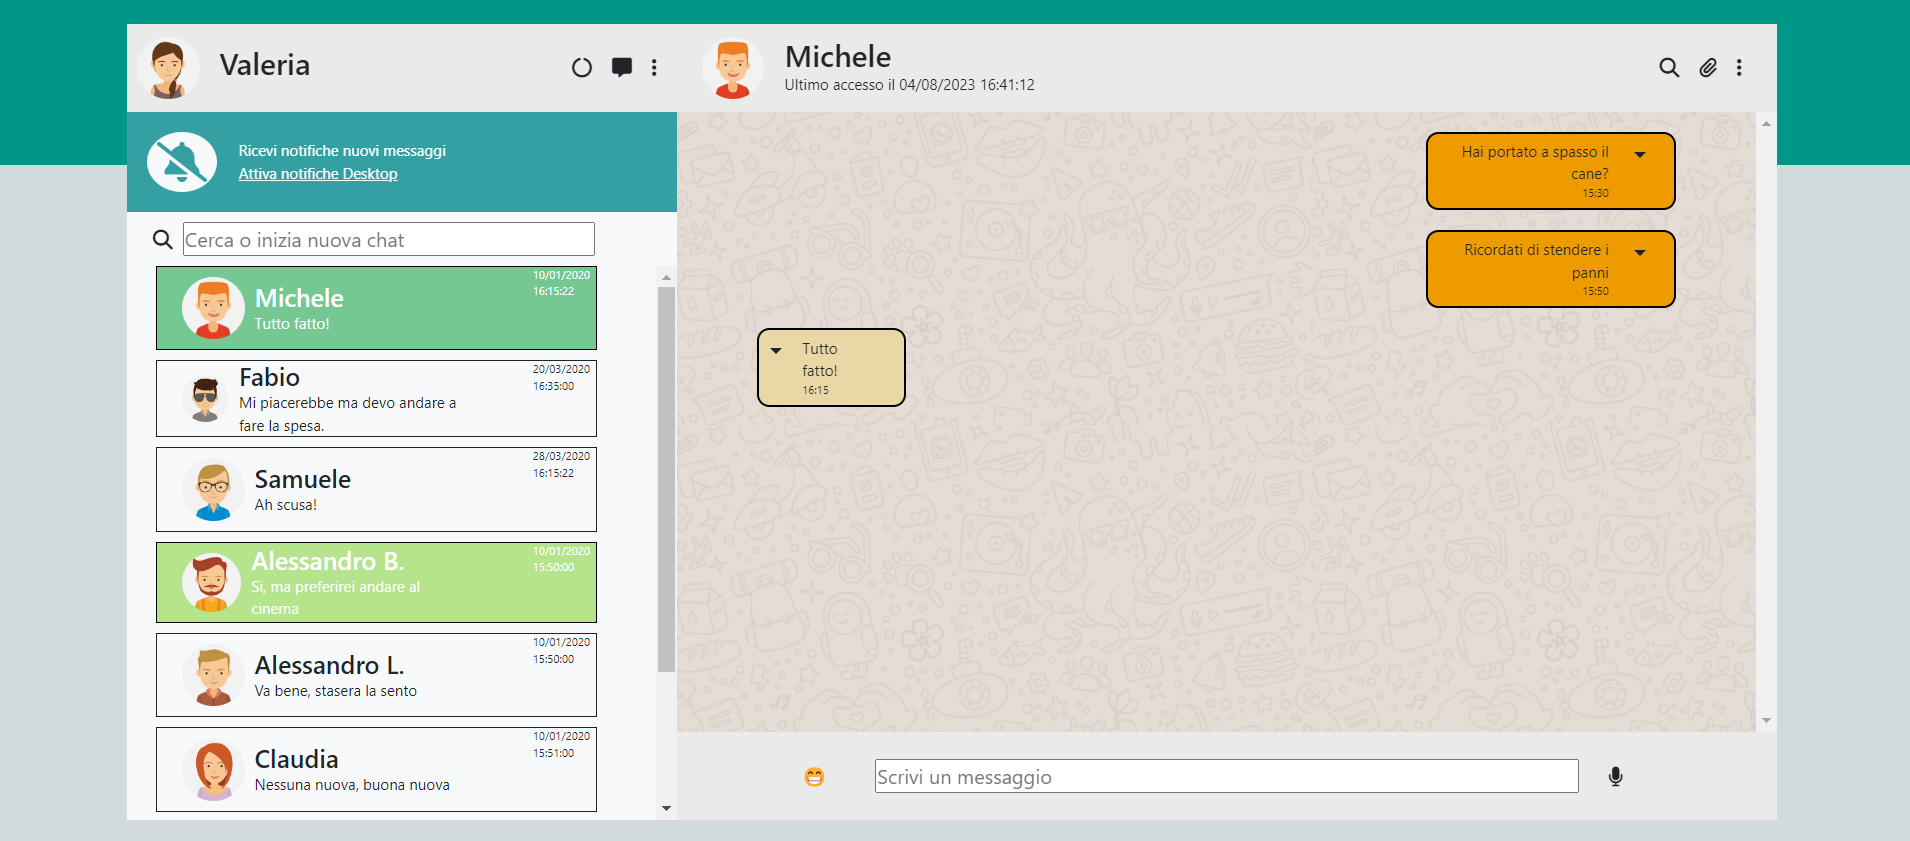 Valeria
Michele
Ultimo accesso il 04/08/2023 16:41:12
Ricevi notifiche nuovi messaggi
Attiva notifiche Desktop
Cerca o inizia nuova chat
Michele
Tutto fatto!
10/01/2020
16:15:22
Fabio
Mi piacerebbe ma devo andare a
fare la spesa.
20/03/2020
16:35:00
Samuele
Ah scusa!
28/03/2020
16:15:22
Alessandro B.
Si, ma preferirei andare al
cinema
10/01/2020
15:50:00
Alessandro L.
Va bene, stasera la sento
10/01/2020
15:50:00
Claudia
Nessuna nuova, buona nuova
10/01/2020
15:51:00
Hai portato a spasso il
cane?
15:30
Ricordati di stendere i
panni
15:50
Tutto
fatto!
16:15
Scrivi un messaggio